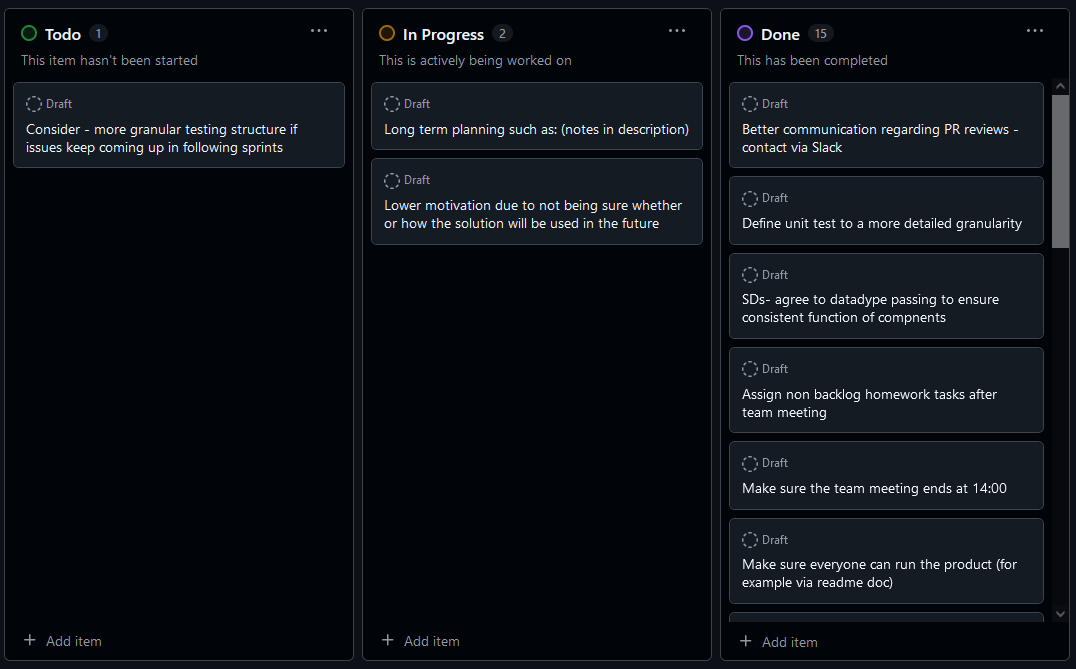 Todo 1 ...
This item hasn't been started
Draft
Consider - more granular testing structure if
issues keep coming up in following sprints
+ Add item
In Progress 2 ...
This is actively being worked on
Draft
Long term planning such as: (notes in description)
Draft
Lower motivation due to not being sure whether
or how the solution will be used in the future
+ Add item
Done 15 ...
This has been completed
Draft
Better communication regarding PR reviews -
contact via Slack
Draft
Define unit test to a more detailed granularity
Draft
SDs- agree to datadype passing to ensure
consistent function of compnents
Draft
Assign non backlog homework tasks after
team meeting
Draft
Make sure the team meeting ends at 14:00
Draft
Make sure everyone can run the product (for
example via readme doc)
+ Add item